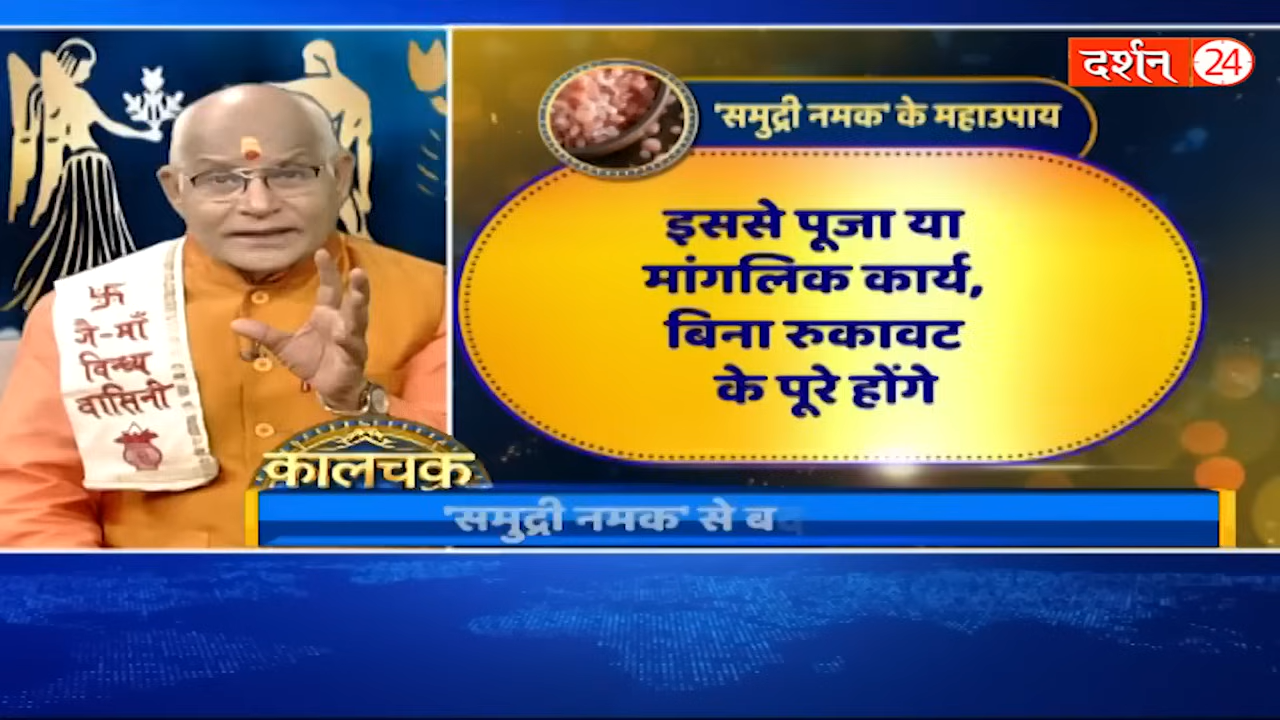 दर्शन 24
'समुद्री नमक' के महाउपाय
इससे पूजा या
मांगलिक कार्य,
बिना रुकावट
के पूरे होंगे
जै-माँ
विन्ध्य
वासिनी
कालचक्र
'समुद्री नमक' से